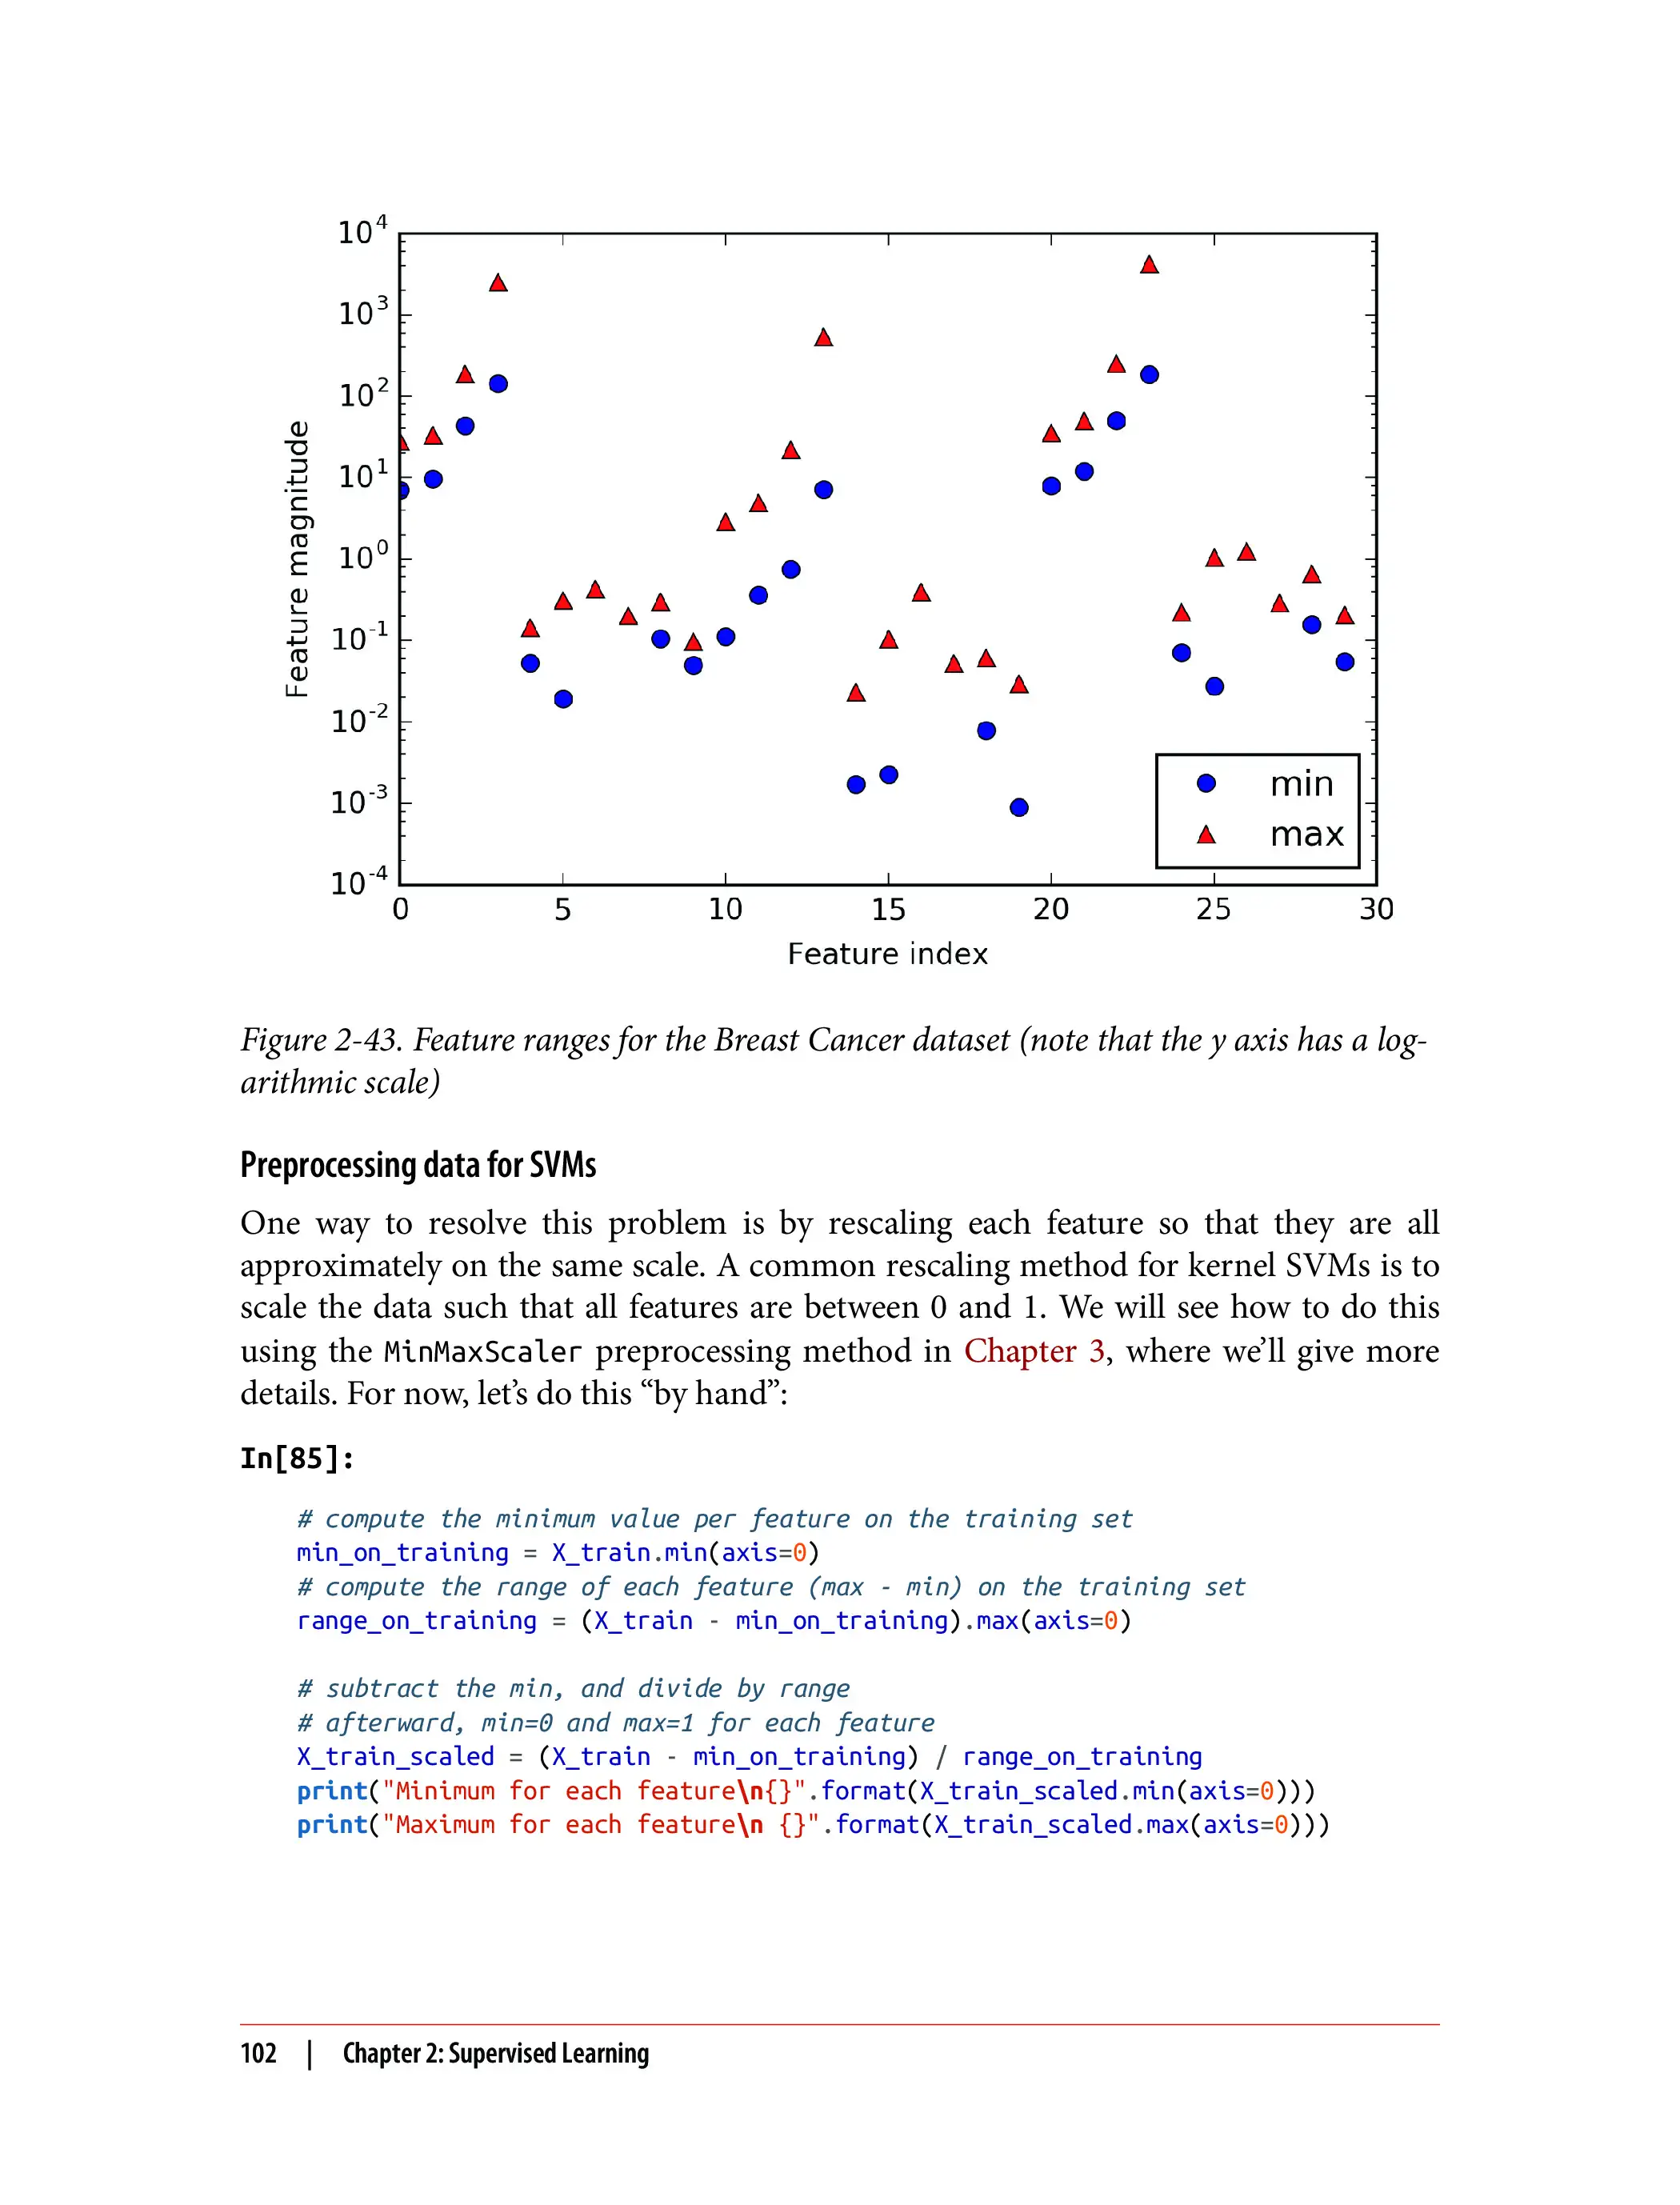 10^4
10^3
10^2
10^1
10^0
10^-1
10^-2
10^-3
10^-4
Feature magnitude
min
max
0 5 10 15 20 25 30
Feature index
Figure 2-43. Feature ranges for the Breast Cancer dataset (note that the y axis has a log-
arithmic scale)
Preprocessing data for SVMs
One way to resolve this problem is by rescaling each feature so that they are all
approximately on the same scale. A common rescaling method for kernel SVMs is to
scale the data such that all features are between 0 and 1. We will see how to do this
using the MinMaxScaler preprocessing method in Chapter 3, where we’ll give more
details. For now, let’s do this “by hand”:
In[85]:
# compute the minimum value per feature on the training set
min_on_training = X_train.min(axis=0)
# compute the range of each feature (max - min) on the training set
range_on_training = (X_train - min_on_training).max(axis=0)
# subtract the min, and divide by range
# afterward, min=0 and max=1 for each feature
X_train_scaled = (X_train - min_on_training) / range_on_training
print("Minimum for each feature\n{}".format(X_train_scaled.min(axis=0)))
print("Maximum for each feature\n {}".format(X_train_scaled.max(axis=0)))
102 | Chapter 2: Supervised Learning